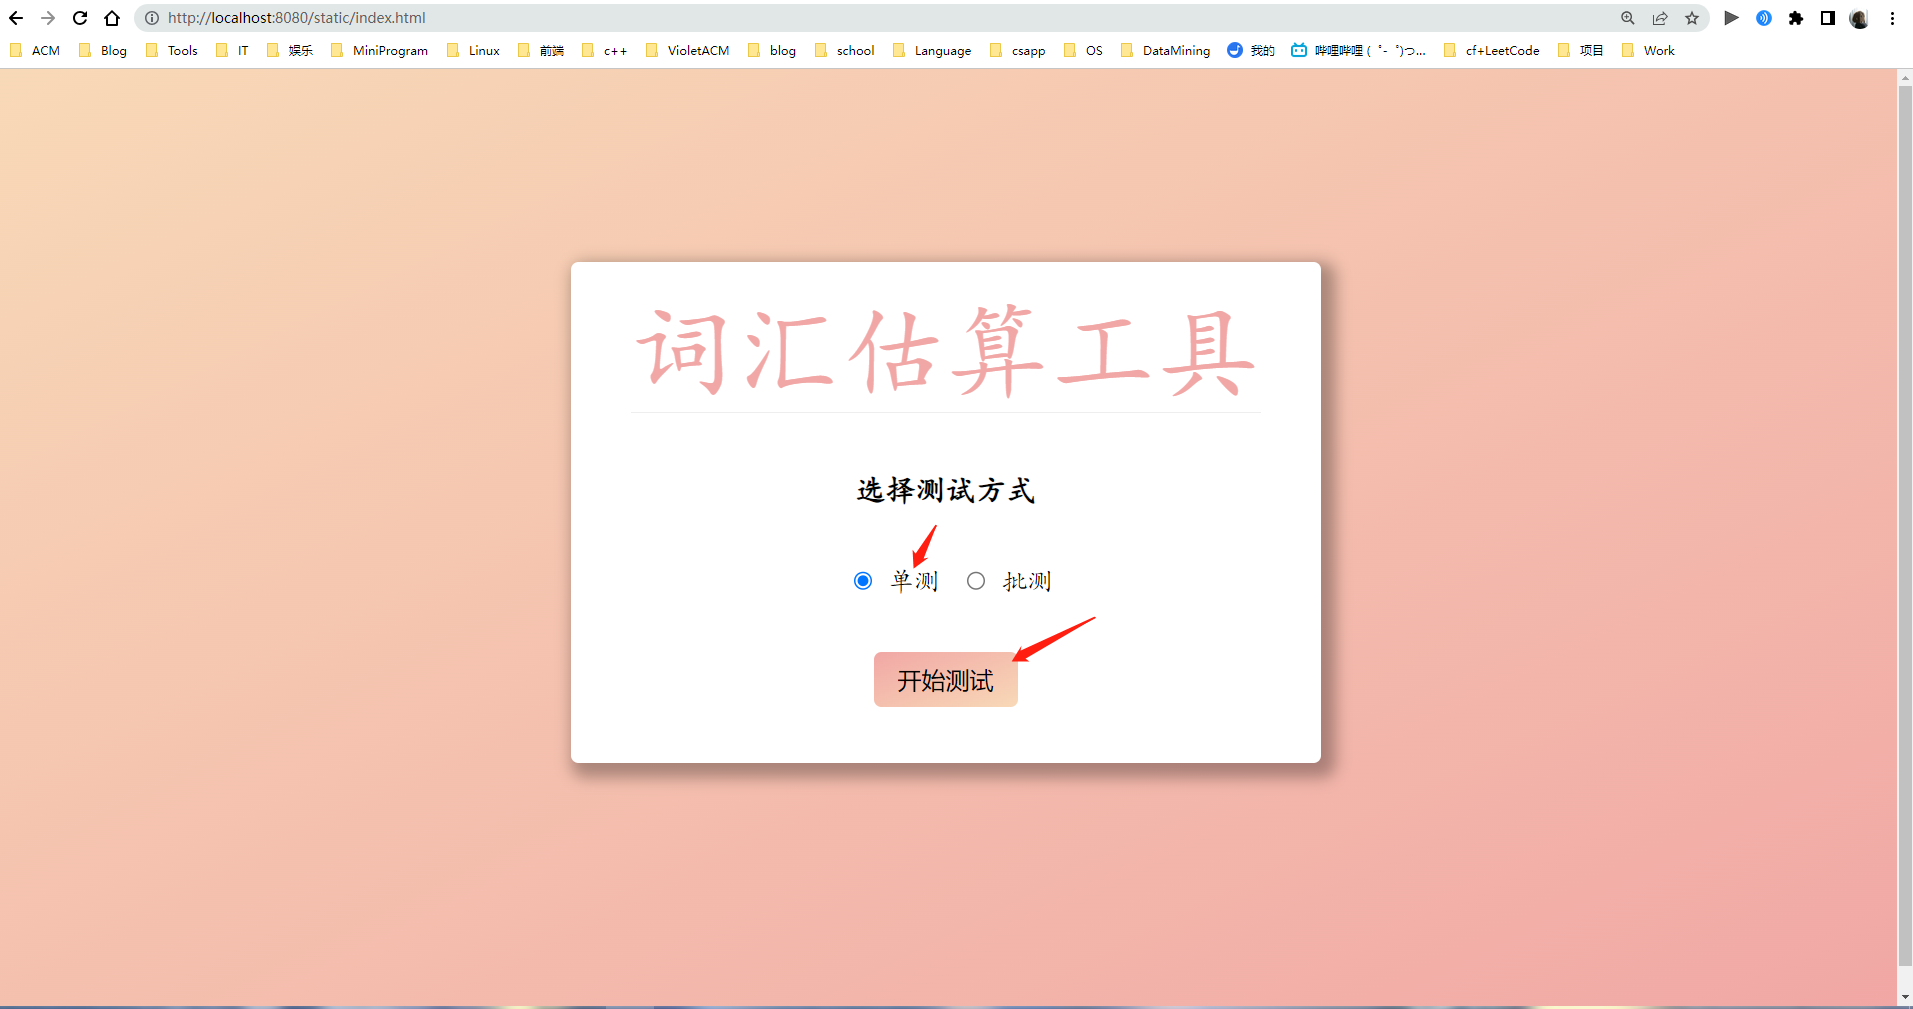 http://localhost:8080/static/index.html
ACM Blog Tools IT 娱乐 MiniProgram Linux 前端 c++ VioletACM blog school Language csapp OS DataMining 我的 哔哩哔哩 ( ゜- ゜)つ... cf+LeetCode 项目 Work
词汇估算工具
选择测试方式
单测 批测
开始测试